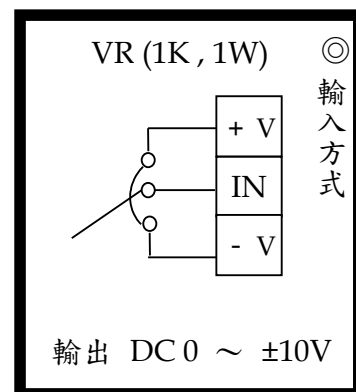 VR (1K , 1W)
◎輸入方式
+ V
IN
- V
輸出 DC 0 ～ ±10V